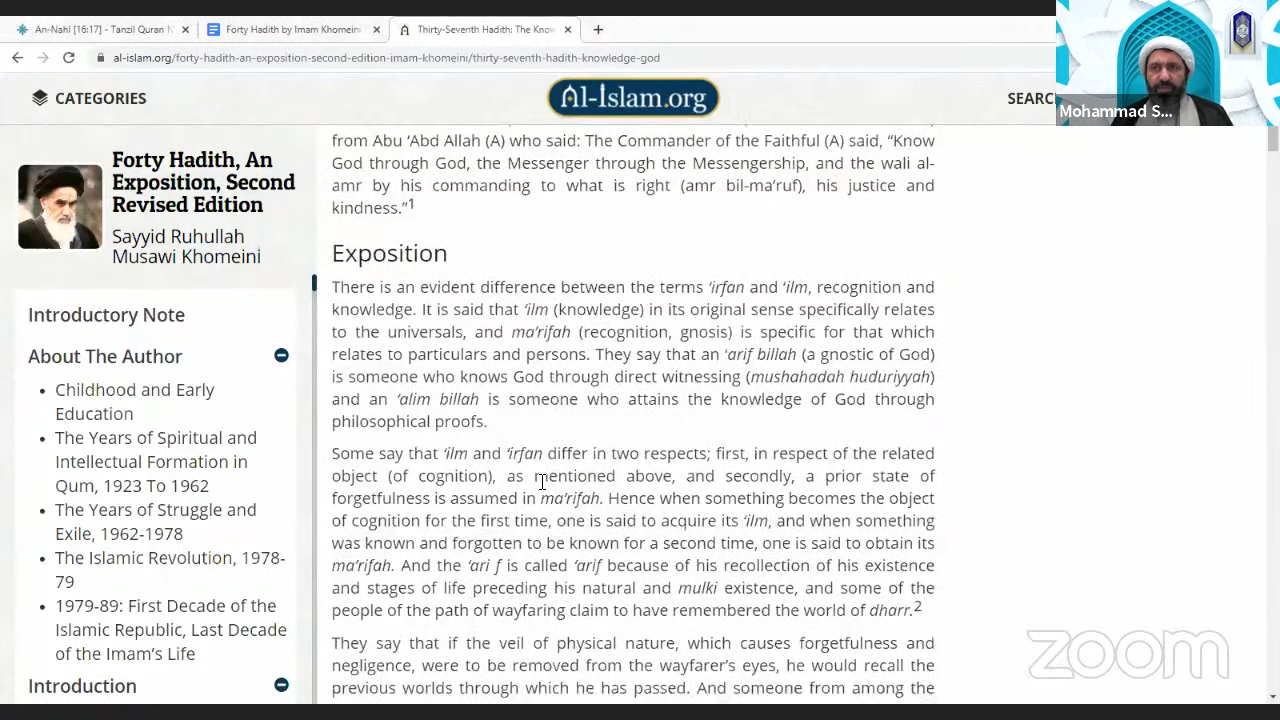 An-Nahl [16:17] - Tanzil Quran
Forty Hadith by Imam Khomeini
Thirty-Seventh Hadith: The Kno
al-islam.org/forty-hadith-an-exposition-second-edition-imam-khomeini/thirty-seventh-hadith-knowledge-god
CATEGORIES
Al-Islam.org
SEARC
Mohammad S...
Forty Hadith, An
Exposition, Second
Revised Edition
Sayyid Ruhullah
Musawi Khomeini
Introductory Note
About The Author
Childhood and Early
Education
The Years of Spiritual and
Intellectual Formation in
Qum, 1923 To 1962
The Years of Struggle and
Exile, 1962-1978
The Islamic Revolution, 1978-
79
1979-89: First Decade of the
Islamic Republic, Last Decade
of the Imam's Life
Introduction
from Abu 'Abd Allah (A) who said: The Commander of the Faithful (A) said, "Know
God through God, the Messenger through the Messengership, and the wali al-
amr by his commanding to what is right (amr bil-ma'ruf), his justice and
kindness."1
Exposition
There is an evident difference between the terms 'irfan and 'ilm, recognition and
knowledge. It is said that 'ilm (knowledge) in its original sense specifically relates
to the universals, and ma'rifah (recognition, gnosis) is specific for that which
relates to particulars and persons. They say that an 'arif billah (a gnostic of God)
is someone who knows God through direct witnessing (mushahadah huduriyyah)
and an 'alim billah is someone who attains the knowledge of God through
philosophical proofs.
Some say that 'ilm and 'irfan differ in two respects; first, in respect of the related
object (of cognition), as mentioned above, and secondly, a prior state of
forgetfulness is assumed in ma'rifah. Hence when something becomes the object
of cognition for the first time, one is said to acquire its 'ilm, and when something
was known and forgotten to be known for a second time, one is said to obtain its
ma'rifah. And the 'ari f is called 'arif because of his recollection of his existence
and stages of life preceding his natural and mulki existence, and some of the
people of the path of wayfaring claim to have remembered the world of dharr.2
They say that if the veil of physical nature, which causes forgetfulness and
negligence, were to be removed from the wayfarer's eyes, he would recall the
previous worlds through which he has passed. And someone from among the
zoom